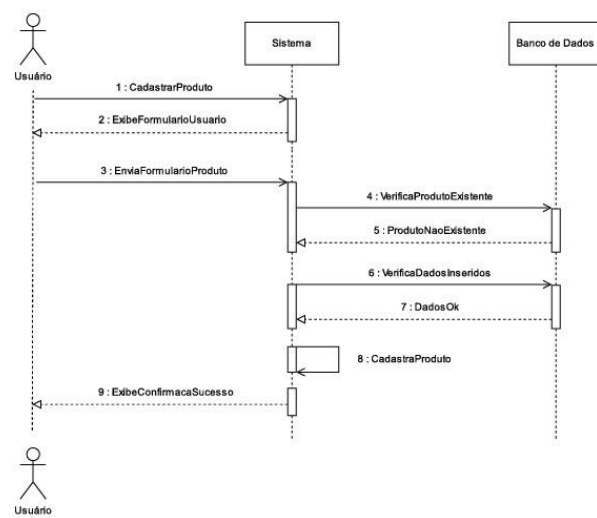 Usuário
Sistema
Banco de Dados
1 : CadastrarProduto
2 : ExibeFormularioUsuario
3 : EnviaFormularioProduto
4 : VerificaProdutoExistente
5 : ProdutoNaoExistente
6 : VerificaDadosInseridos
7 : DadosOk
8 : CadastraProduto
9 : ExibeConfirmacaSucesso
Usuário